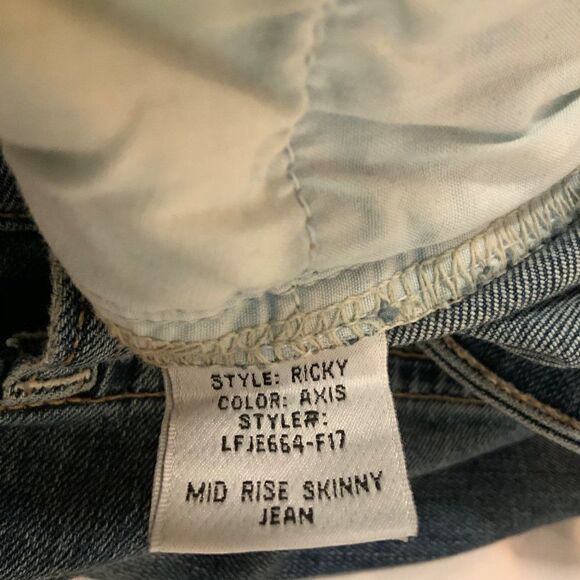 STYLE: RICKY
COLOR: AXIS
STYLE#:
LFJE664-F17
MID RISE SKINNY
JEAN